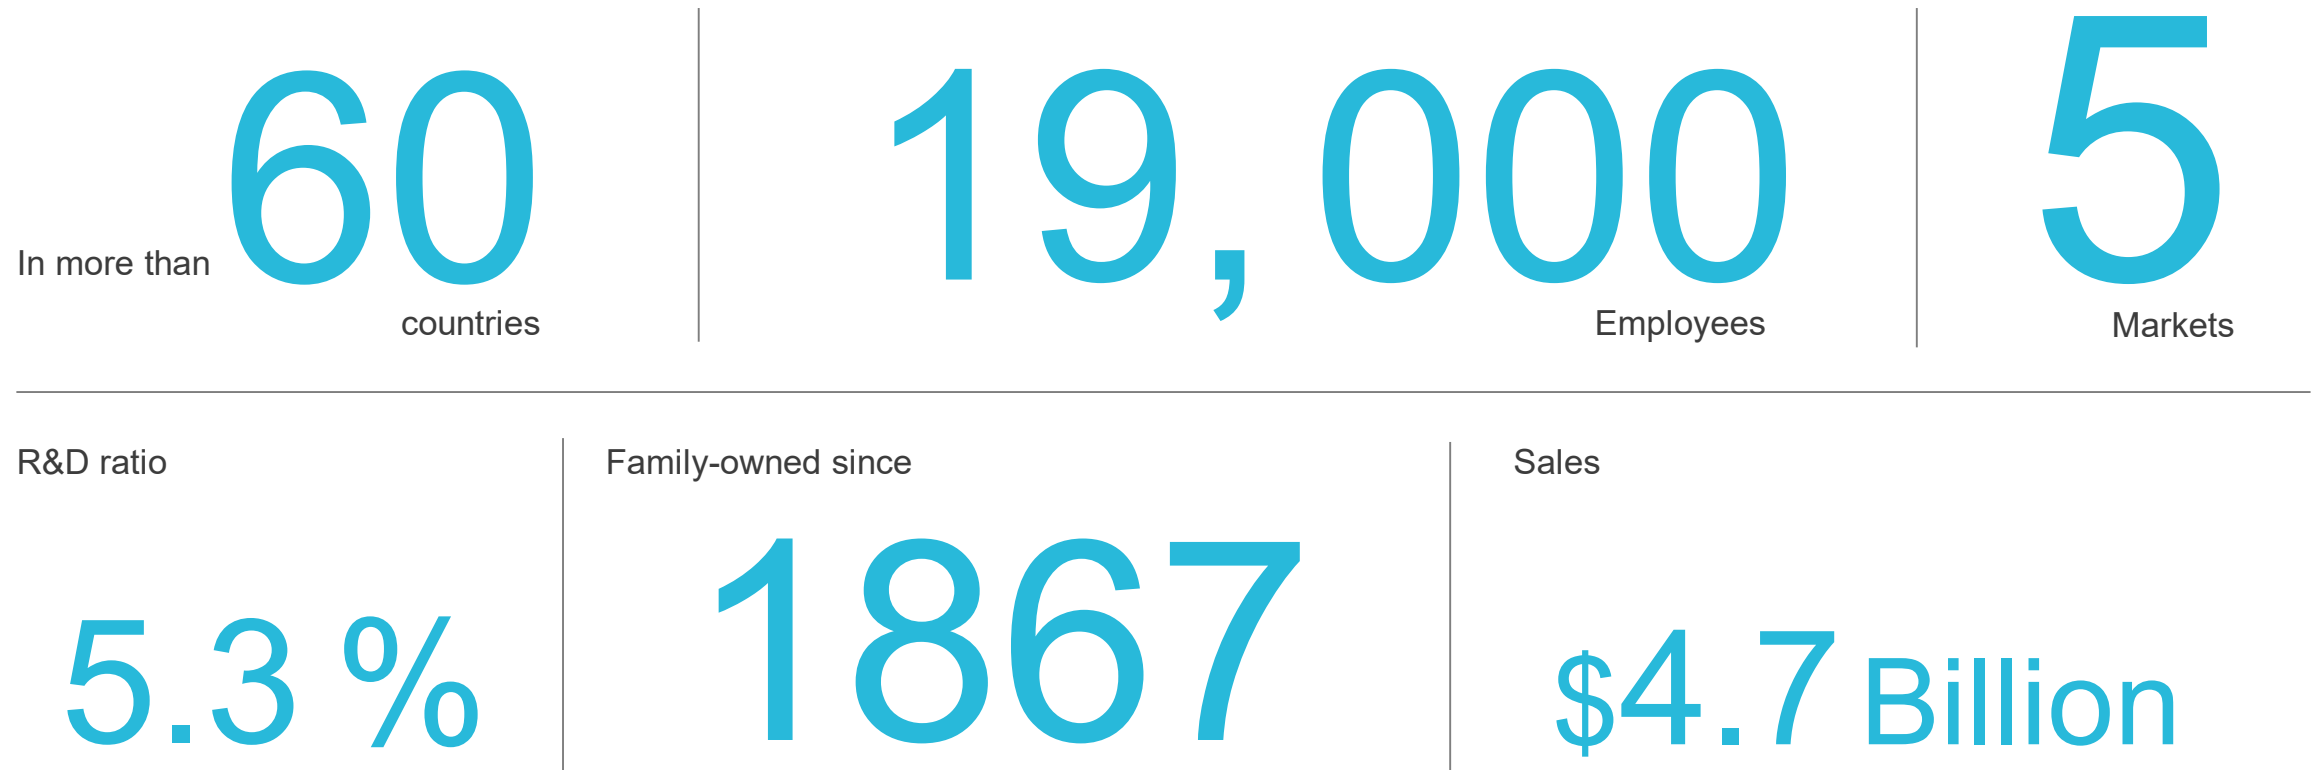 In more than 60
countries
19,000
Employees
5
Markets
R&D ratio
5.3 %
Family-owned since
1867
Sales
$4.7 Billion